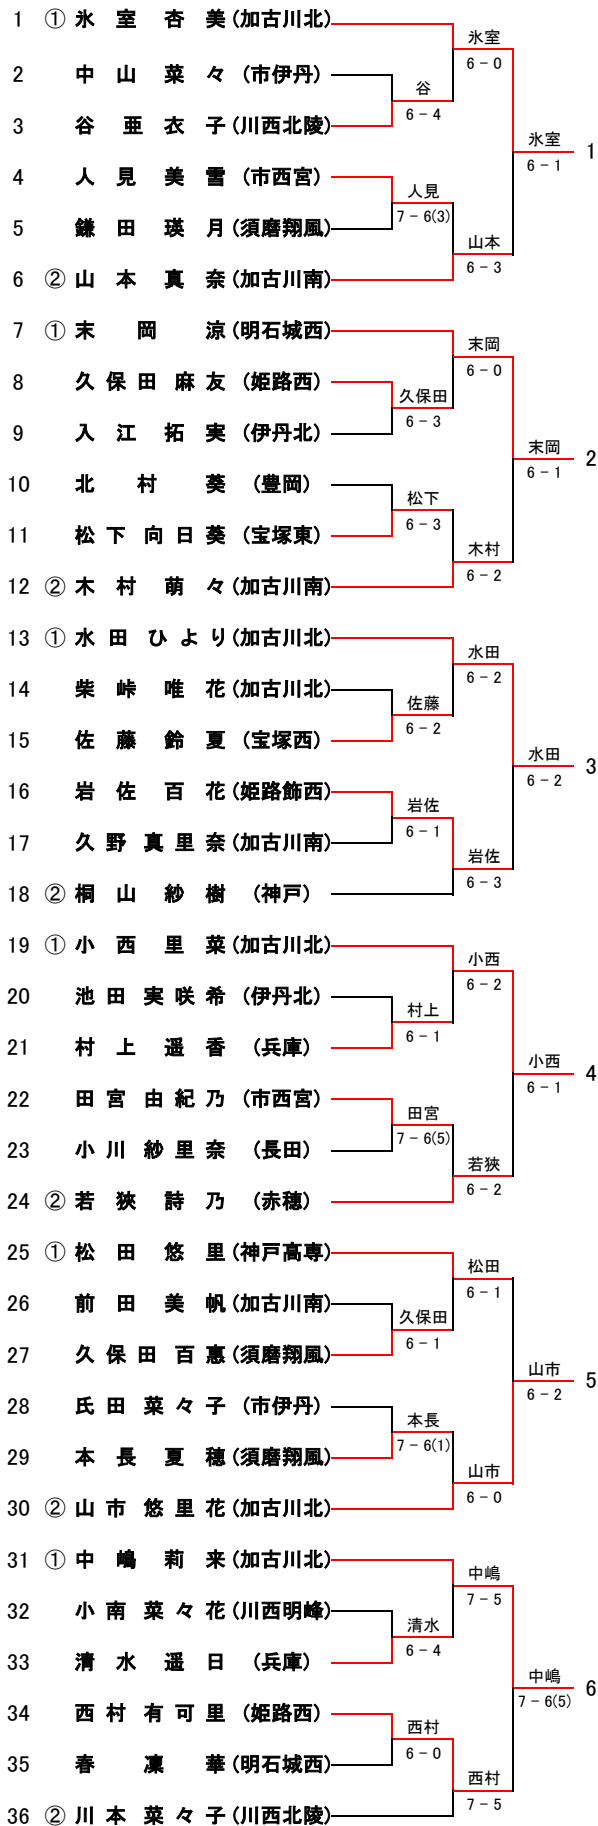 1 ① 氷室杏美 (加古川北)
氷室
6－0
2 中山菜々 (市伊丹)
谷
6－4
3 谷亜衣子 (川西北陵)
氷室
6－1
1
4 人見美雪 (市西宮)
人見
7－6(3)
5 鎌田瑛月 (須磨翔風)
山本
6－3
6 ② 山本真奈 (加古川南)
7 ① 末岡涼 (明石城西)
末岡
6－0
8 久保田麻友 (姫路西)
久保田
6－3
9 入江拓実 (伊丹北)
末岡
6－1
2
10 北村葵 (豊岡)
松下
6－3
11 松下向日葵 (宝塚東)
木村
6－2
12 ② 木村萌々 (加古川南)
13 ① 水田ひより (加古川北)
水田
6－2
14 柴峠唯花 (加古川北)
佐藤
6－2
15 佐藤鈴夏 (宝塚西)
水田
6－2
3
16 岩佐百花 (姫路飾西)
岩佐
6－1
17 久野真里奈 (加古川南)
岩佐
6－3
18 ② 桐山紗樹 (神戸)
19 ① 小西里菜 (加古川北)
小西
6－2
20 池田実咲希 (伊丹北)
村上
6－1
21 村上遥香 (兵庫)
小西
6－1
4
22 田宮由紀乃 (市西宮)
田宮
7－6(5)
23 小川紗里奈 (長田)
若狹
6－2
24 ② 若狹詩乃 (赤穂)
25 ① 松田悠里 (神戸高専)
松田
6－1
26 前田美帆 (加古川南)
久保田
6－1
27 久保田百恵 (須磨翔風)
山市
6－2
5
28 氏田菜々子 (市伊丹)
本長
7－6(1)
29 本長夏穂 (須磨翔風)
山市
6－0
30 ② 山市悠里花 (加古川北)
31 ① 中嶋莉来 (加古川北)
中嶋
7－5
32 小南菜々花 (川西明峰)
清水
6－4
33 清水遥日 (兵庫)
中嶋
7－6(5)
6
34 西村有可里 (姫路西)
西村
6－0
35 春凜華 (明石城西)
西村
7－5
36 ② 川本菜々子 (川西北陵)